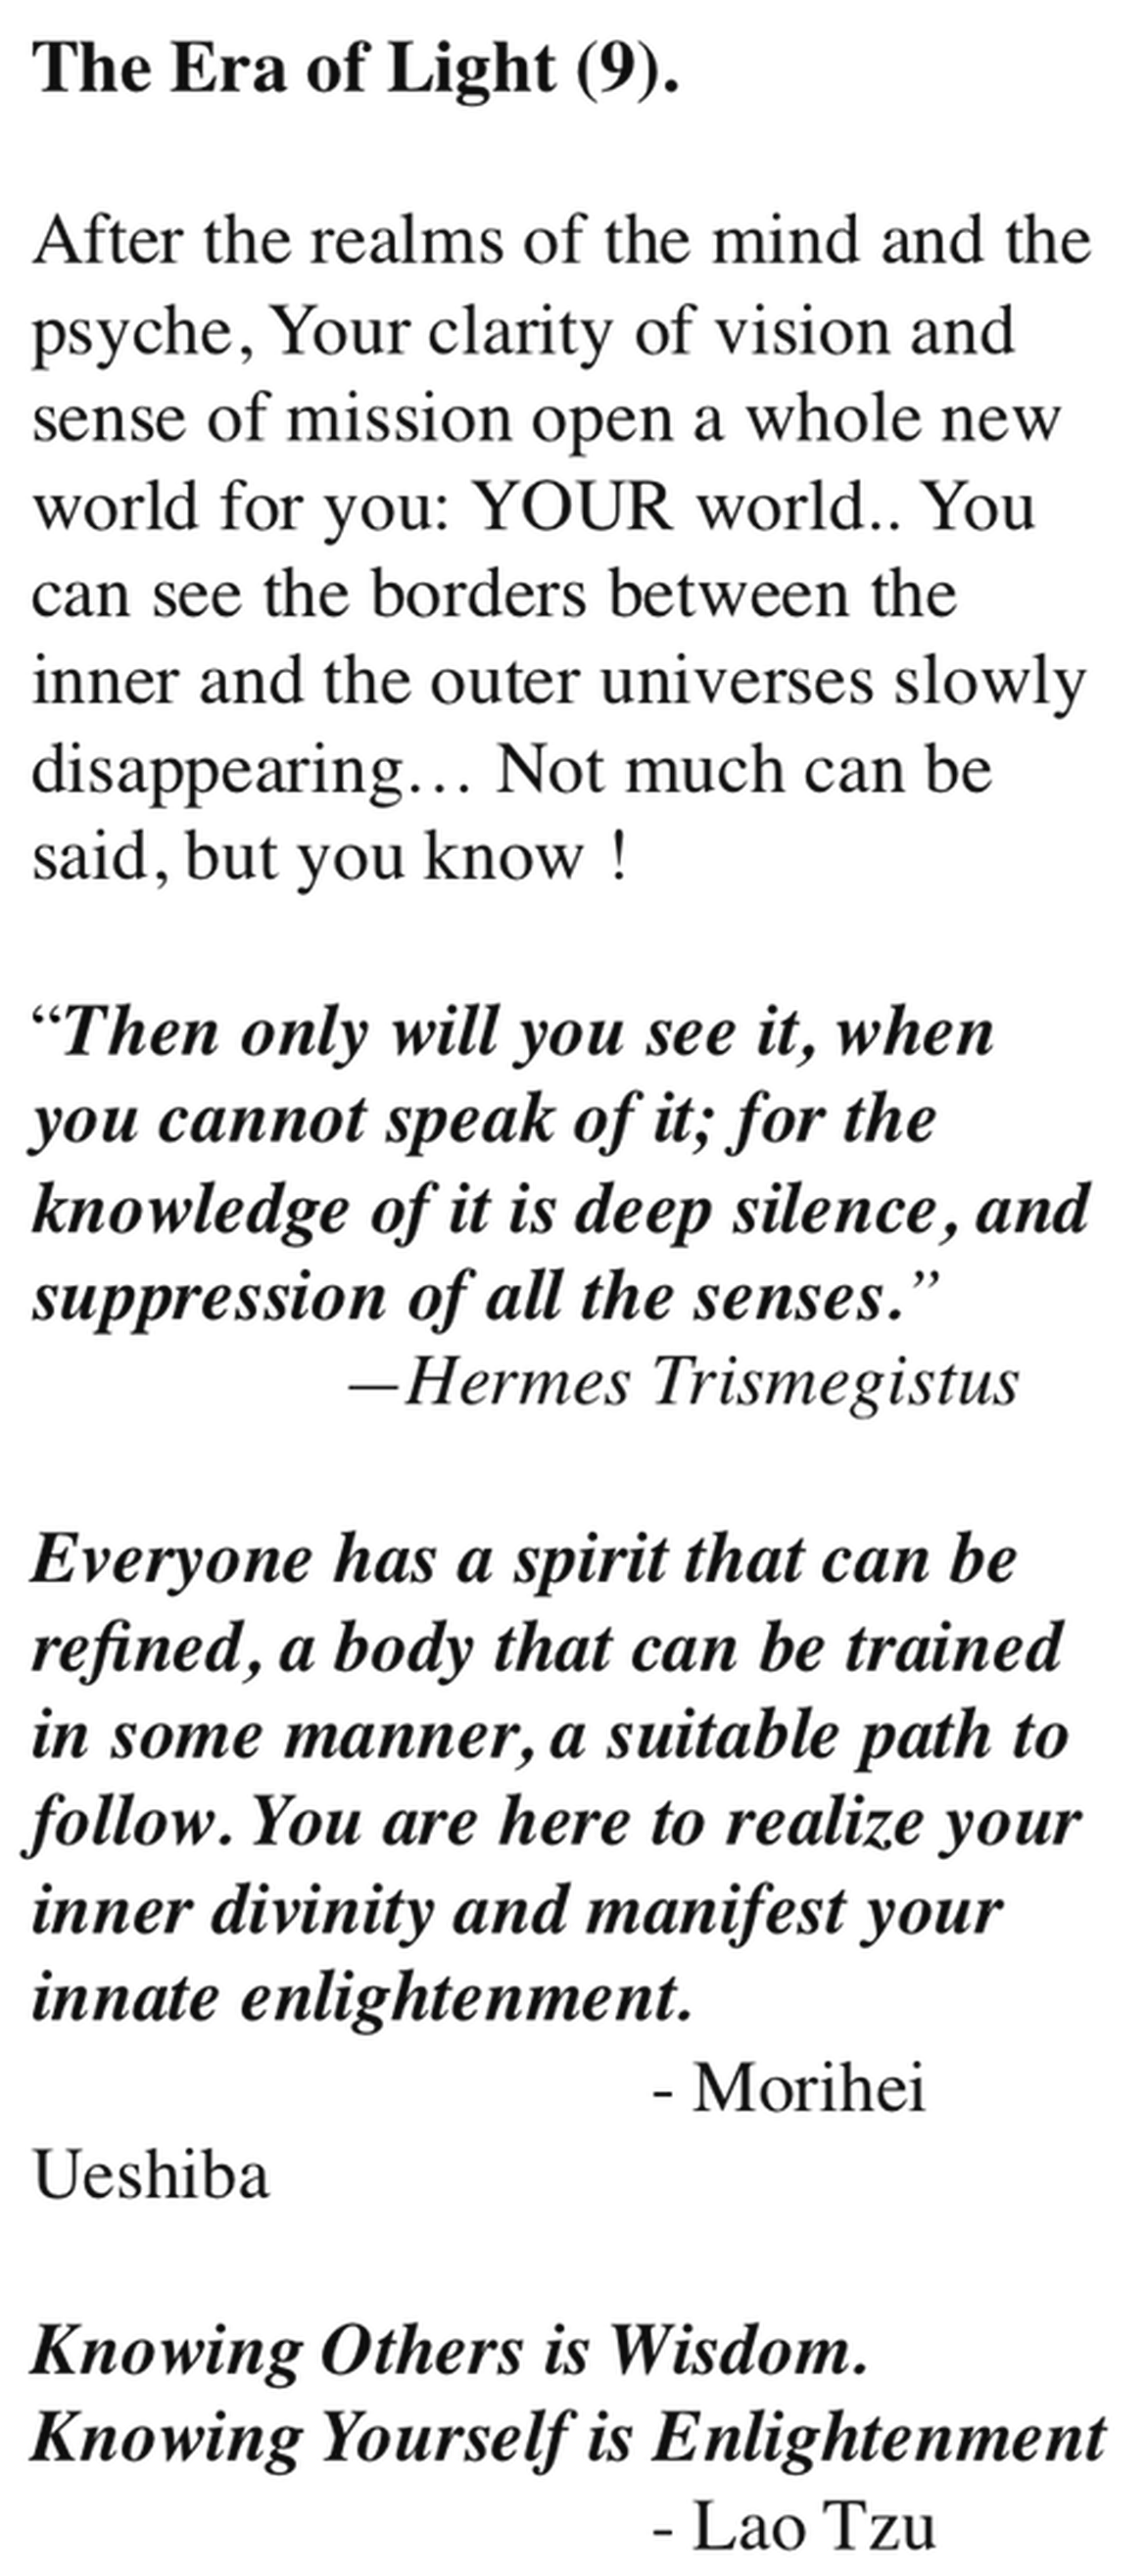 The Era of Light (9).
After the realms of the mind and the
psyche, Your clarity of vision and
sense of mission open a whole new
world for you: YOUR world.. You
can see the borders between the
inner and the outer universes slowly
disappearing… Not much can be
said, but you know !
“Then only will you see it, when
you cannot speak of it; for the
knowledge of it is deep silence, and
suppression of all the senses.”
—Hermes Trismegistus
Everyone has a spirit that can be
refined, a body that can be trained
in some manner, a suitable path to
follow. You are here to realize your
inner divinity and manifest your
innate enlightenment.
- Morihei
Ueshiba
Knowing Others is Wisdom.
Knowing Yourself is Enlightenment
- Lao Tzu